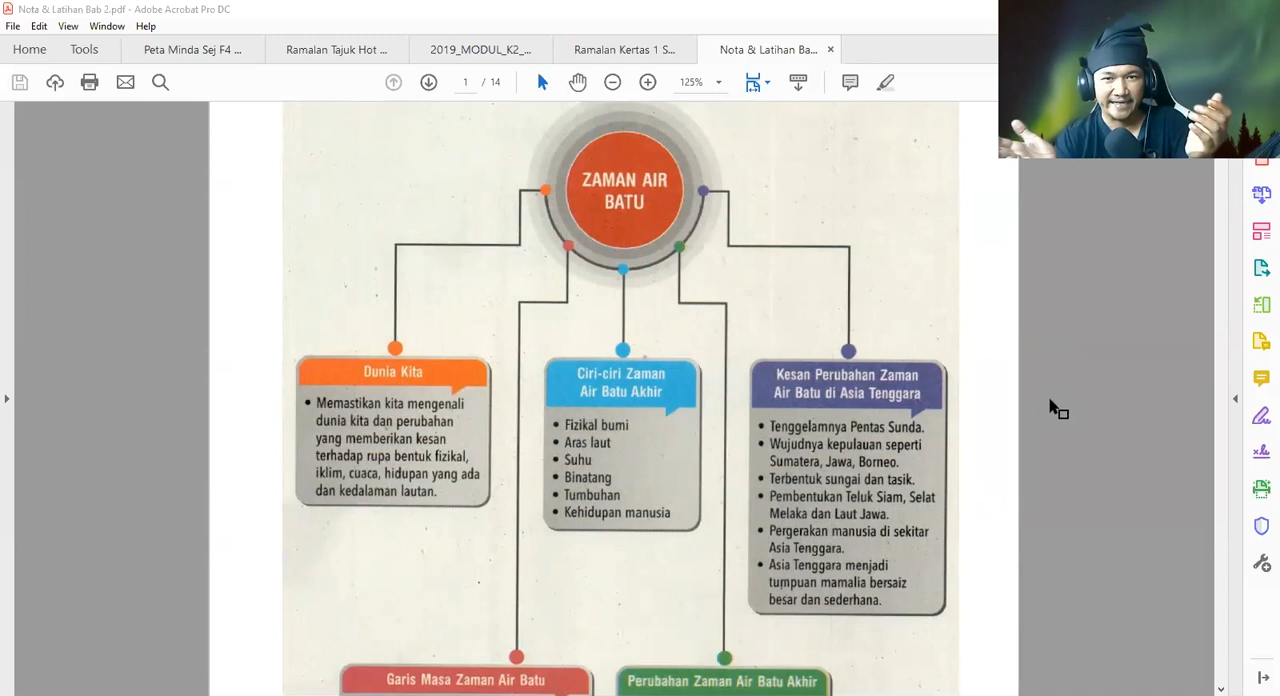 Nota & Latihan Bab 2.pdf - Adobe Acrobat Pro DC
File Edit View Window Help
Home Tools Peta Minda Sej F4 ... Ramalan Tajuk Hot ... 2019_MODUL_K2_... Ramalan Kertas 1 S... Nota & Latihan Ba... ×
1 / 14 125%
ZAMAN AIR
BATU
Dunia Kita
• Memastikan kita mengenali
dunia kita dan perubahan
yang memberikan kesan
terhadap rupa bentuk fizikal,
iklim, cuaca, hidupan yang ada
dan kedalaman lautan.
Ciri-ciri Zaman
Air Batu Akhir
• Fizikal bumi
• Aras laut
• Suhu
• Binatang
• Tumbuhan
• Kehidupan manusia
Kesan Perubahan Zaman
Air Batu di Asia Tenggara
• Tenggelamnya Pentas Sunda.
• Wujudnya kepulauan seperti
Sumatera, Jawa, Borneo.
• Terbentuk sungai dan tasik.
• Pembentukan Teluk Siam, Selat
Melaka dan Laut Jawa.
• Pergerakan manusia di sekitar
Asia Tenggara.
• Asia Tenggara menjadi
tumpuan mamalia bersaiz
besar dan sederhana.
Garis Masa Zaman Air Batu
Perubahan Zaman Air Batu Akhir